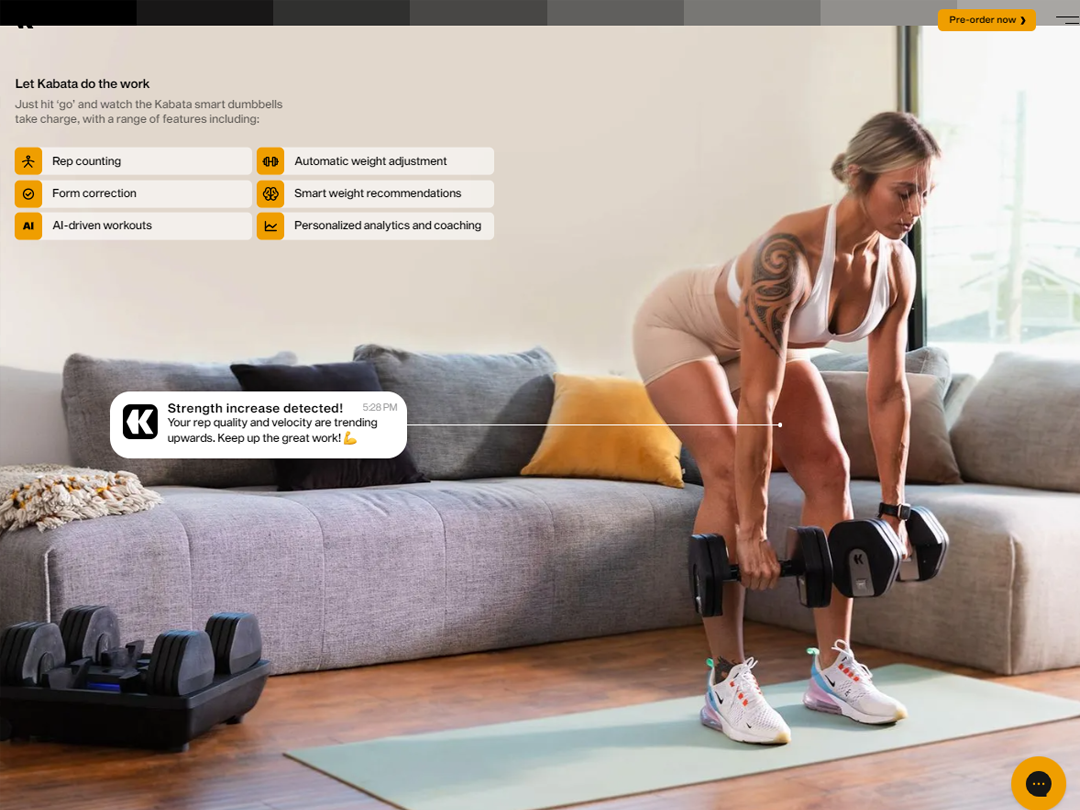 Pre-order now ❯
Let Kabata do the work
Just hit ‘go’ and watch the Kabata smart dumbbells
take charge, with a range of features including:
Rep counting
Automatic weight adjustment
Form correction
Smart weight recommendations
AI
AI-driven workouts
Personalized analytics and coaching
Strength increase detected!
5:28 PM
Your rep quality and velocity are trending
upwards. Keep up the great work!💪